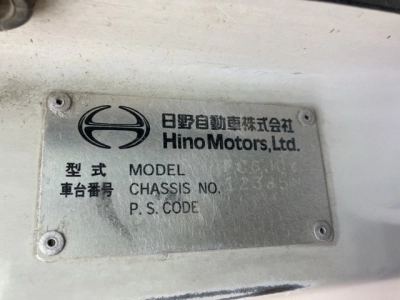 日野自動車株式会社
Hino Motors, Ltd.
型式 MODEL
車台番号 CHASSIS NO.
P.S. CODE